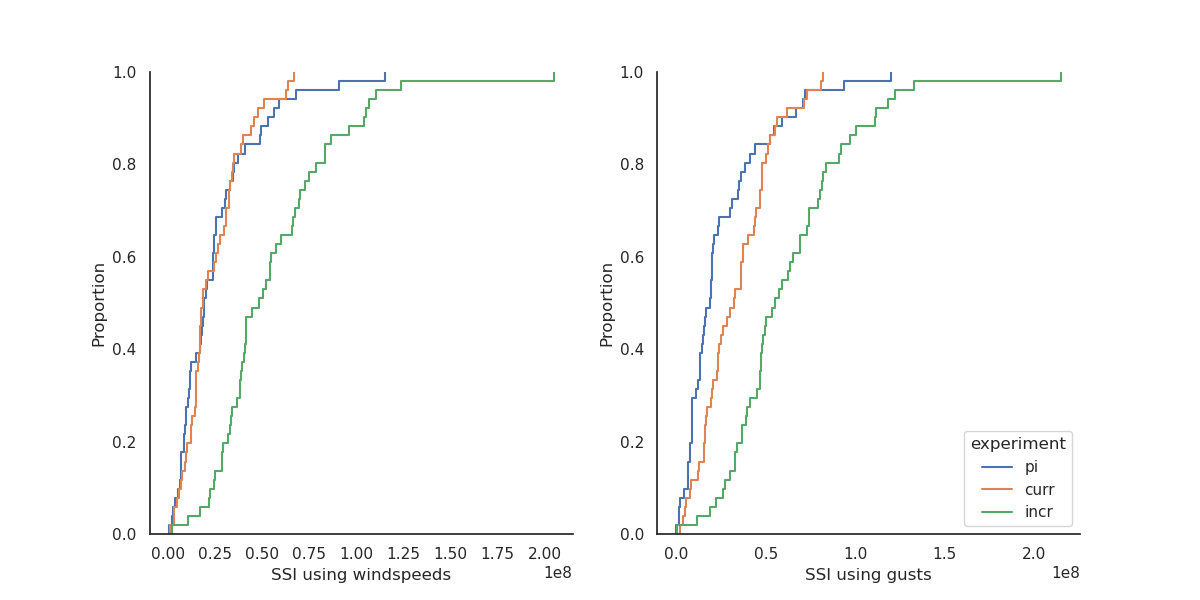 1.0
0.8
0.6
0.4
0.2
0.0
Proportion
0.00 0.25 0.50 0.75 1.00 1.25 1.50 1.75 2.00
1e8
SSI using windspeeds
1.0
0.8
0.6
0.4
0.2
0.0
Proportion
0.0 0.5 1.0 1.5 2.0
1e8
SSI using gusts
experiment
pi
curr
incr